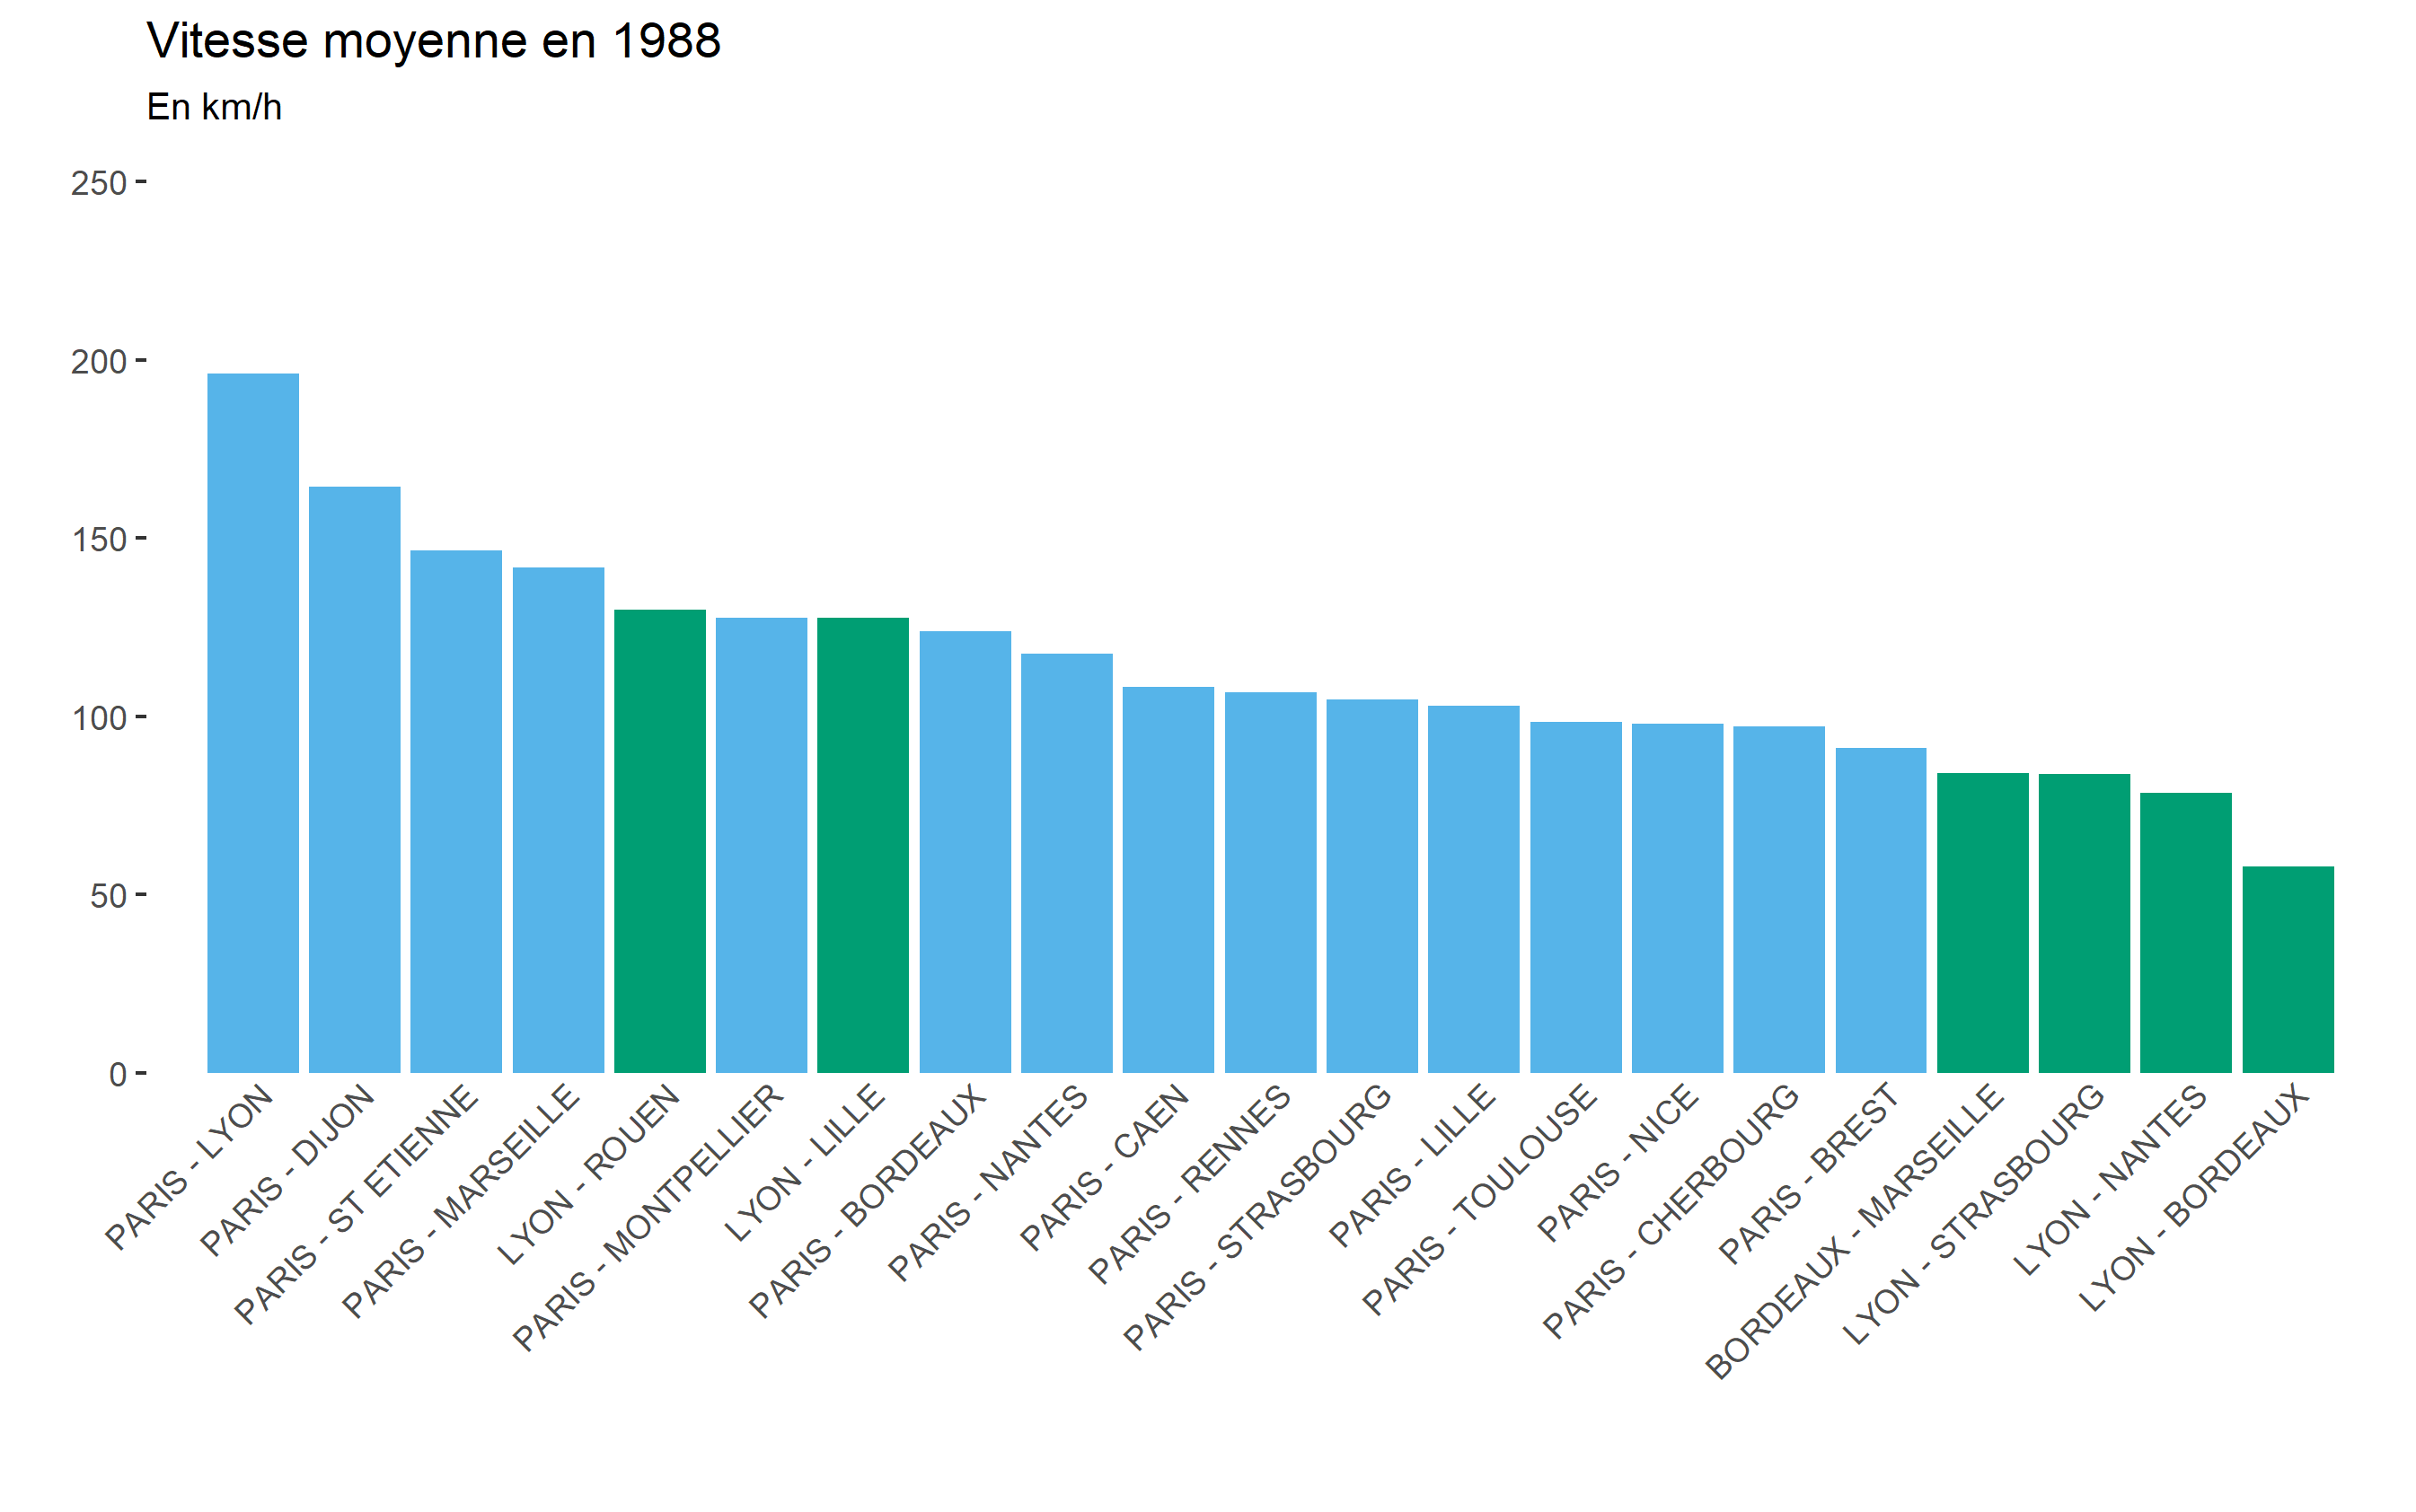 Vitesse moyenne en 1988
En km/h
250
200
150
100
50
0
PARIS - LYON
PARIS - DIJON
PARIS - ST ETIENNE
PARIS - MARSEILLE
LYON - ROUEN
PARIS - MONTPELLIER
LYON - LILLE
PARIS - BORDEAUX
PARIS - NANTES
PARIS - CAEN
PARIS - RENNES
PARIS - STRASBOURG
PARIS - LILLE
PARIS - TOULOUSE
PARIS - NICE
PARIS - CHERBOURG
PARIS - BREST
BORDEAUX - MARSEILLE
LYON - STRASBOURG
LYON - NANTES
LYON - BORDEAUX